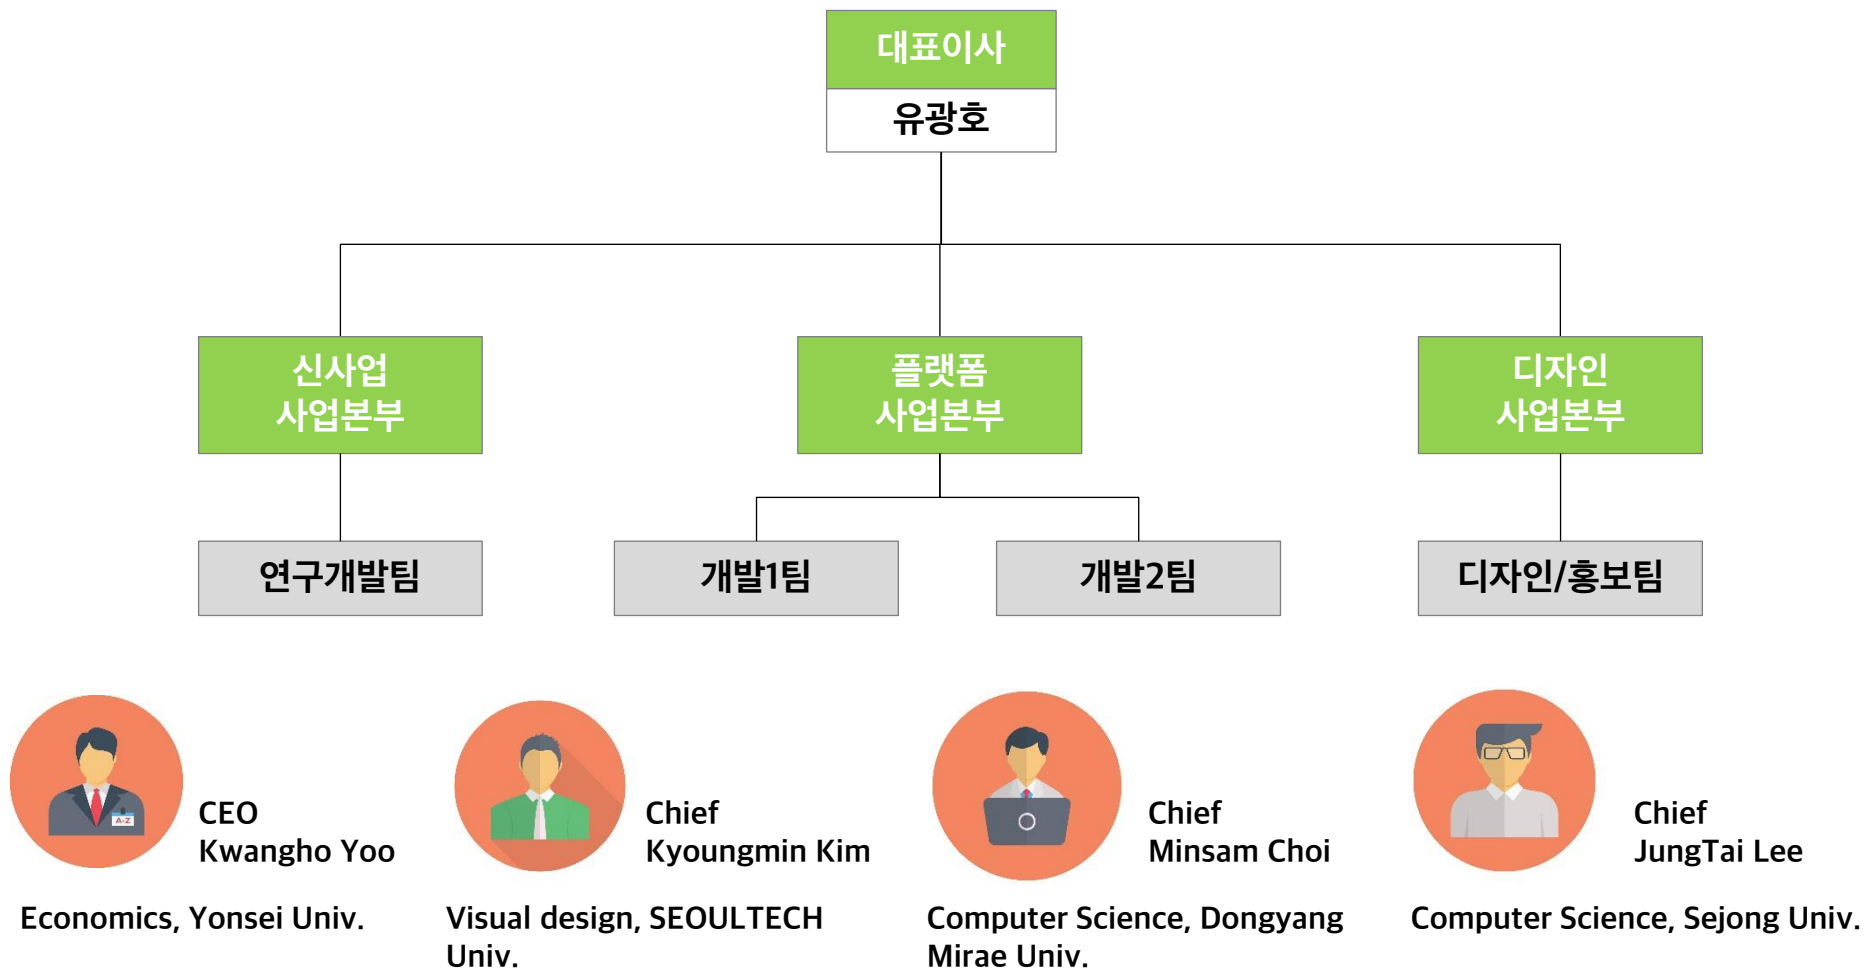 대표이사
유광호
신사업
사업본부
플랫폼
사업본부
디자인
사업본부
연구개발팀
개발1팀
개발2팀
디자인/홍보팀
A-Z
CEO
Kwangho Yoo
Economics, Yonsei Univ.
Chief
Kyoungmin Kim
Visual design, SEOULTECH
Univ.
Chief
Minsam Choi
Computer Science, Dongyang
Mirae Univ.
Chief
JungTai Lee
Computer Science, Sejong Univ.